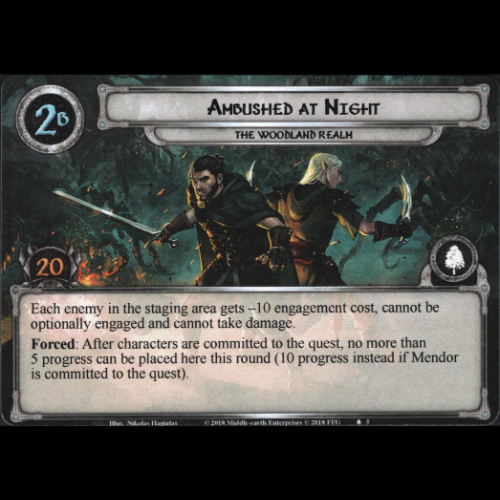 2B
AMBUSHED AT NIGHT
THE WOODLAND REALM
20
Each enemy in the staging area gets –10 engagement cost, cannot be
optionally engaged and cannot take damage.
Forced: After characters are committed to the quest, no more than
5 progress can be placed here this round (10 progress instead if Mendor
is committed to the quest).
Illus. Nikolas Hagialas © 2018 Middle-earth Enterprises © 2018 FFG 5